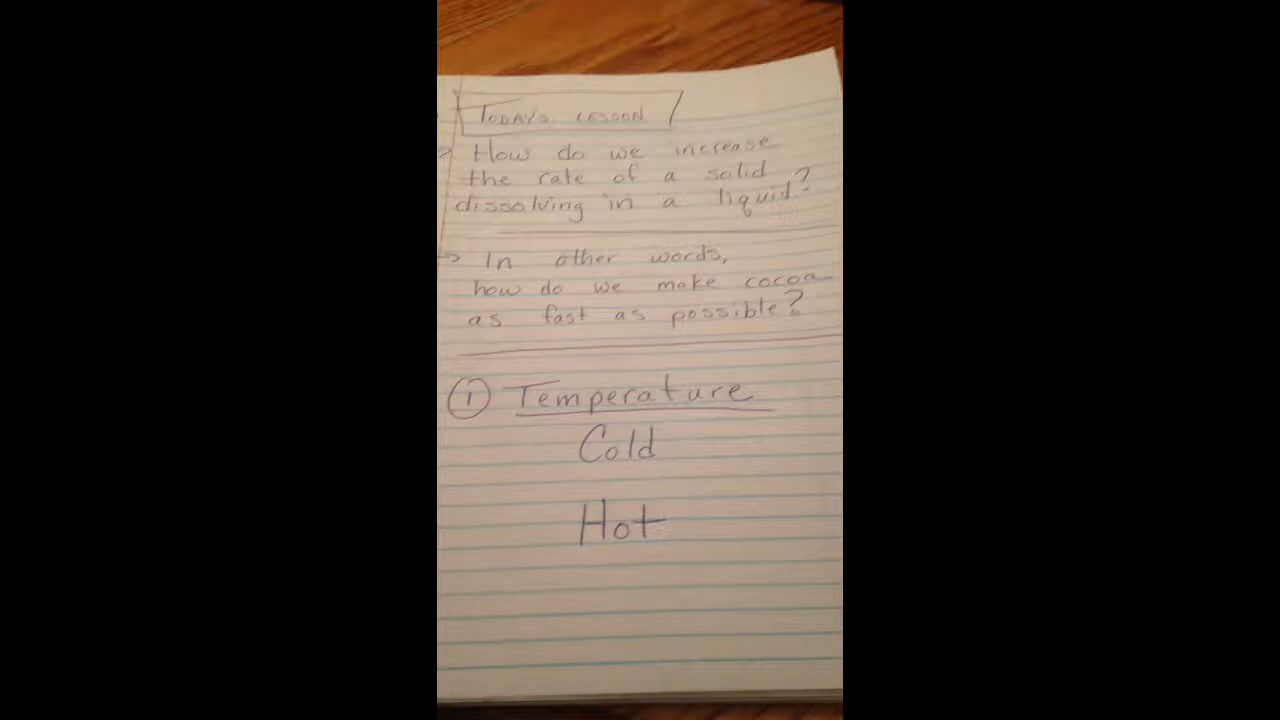 TODAY'S LESSON
How do we increase
the rate of a solid
dissolving in a liquid?
In other words,
how do we make cocoa
as fast as possible?
1 Temperature
Cold
Hot